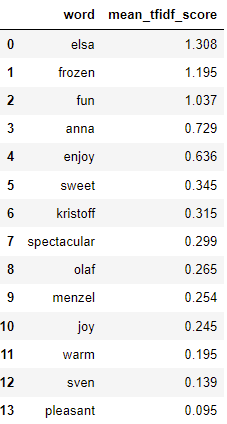 word mean_tfidf_score
0 elsa 1.308
1 frozen 1.195
2 fun 1.037
3 anna 0.729
4 enjoy 0.636
5 sweet 0.345
6 kristoff 0.315
7 spectacular 0.299
8 olaf 0.265
9 menzel 0.254
10 joy 0.245
11 warm 0.195
12 sven 0.139
13 pleasant 0.095